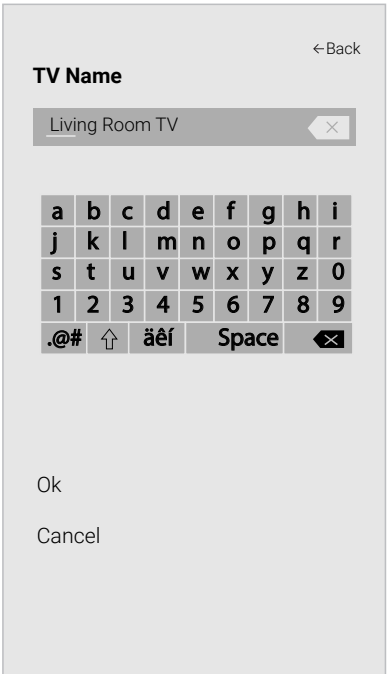 ←Back
TV Name
Living Room TV
a b c d e f g h i
j k l m n o p q r
s t u v w x y z 0
1 2 3 4 5 6 7 8 9
.@# äêí Space
Ok
Cancel